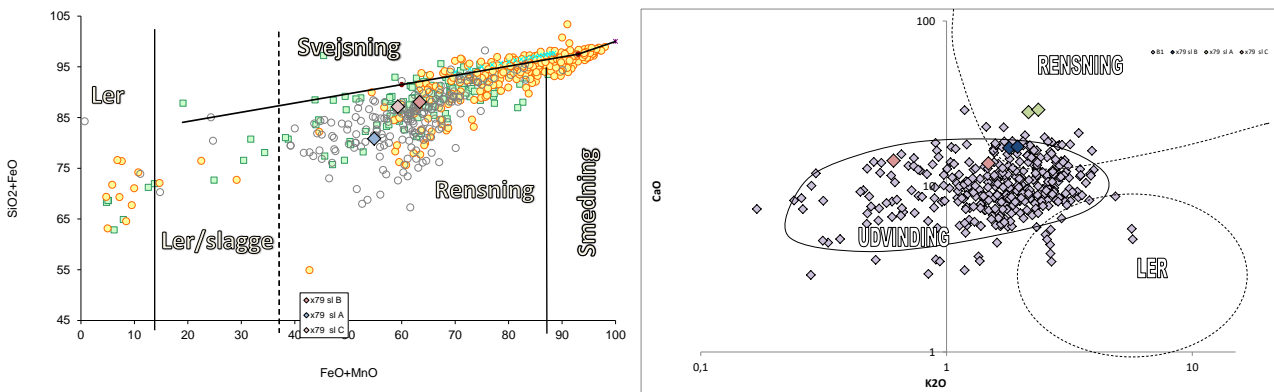 105
95
85
75
65
55
45
SiO2+FeO
Svejsning
Ler
Ler/slagge
Rensning
Smedning
x79 sl B
x79 sl A
x79 sl C
0 10 20 30 40 50 60 70 80 90 100
FeO+MnO
100
10
1
CaO
B1 x79 sl B x79 sl A x79 sl C
RENSNING
UDVINDING
LER
0,1 1 10
K2O